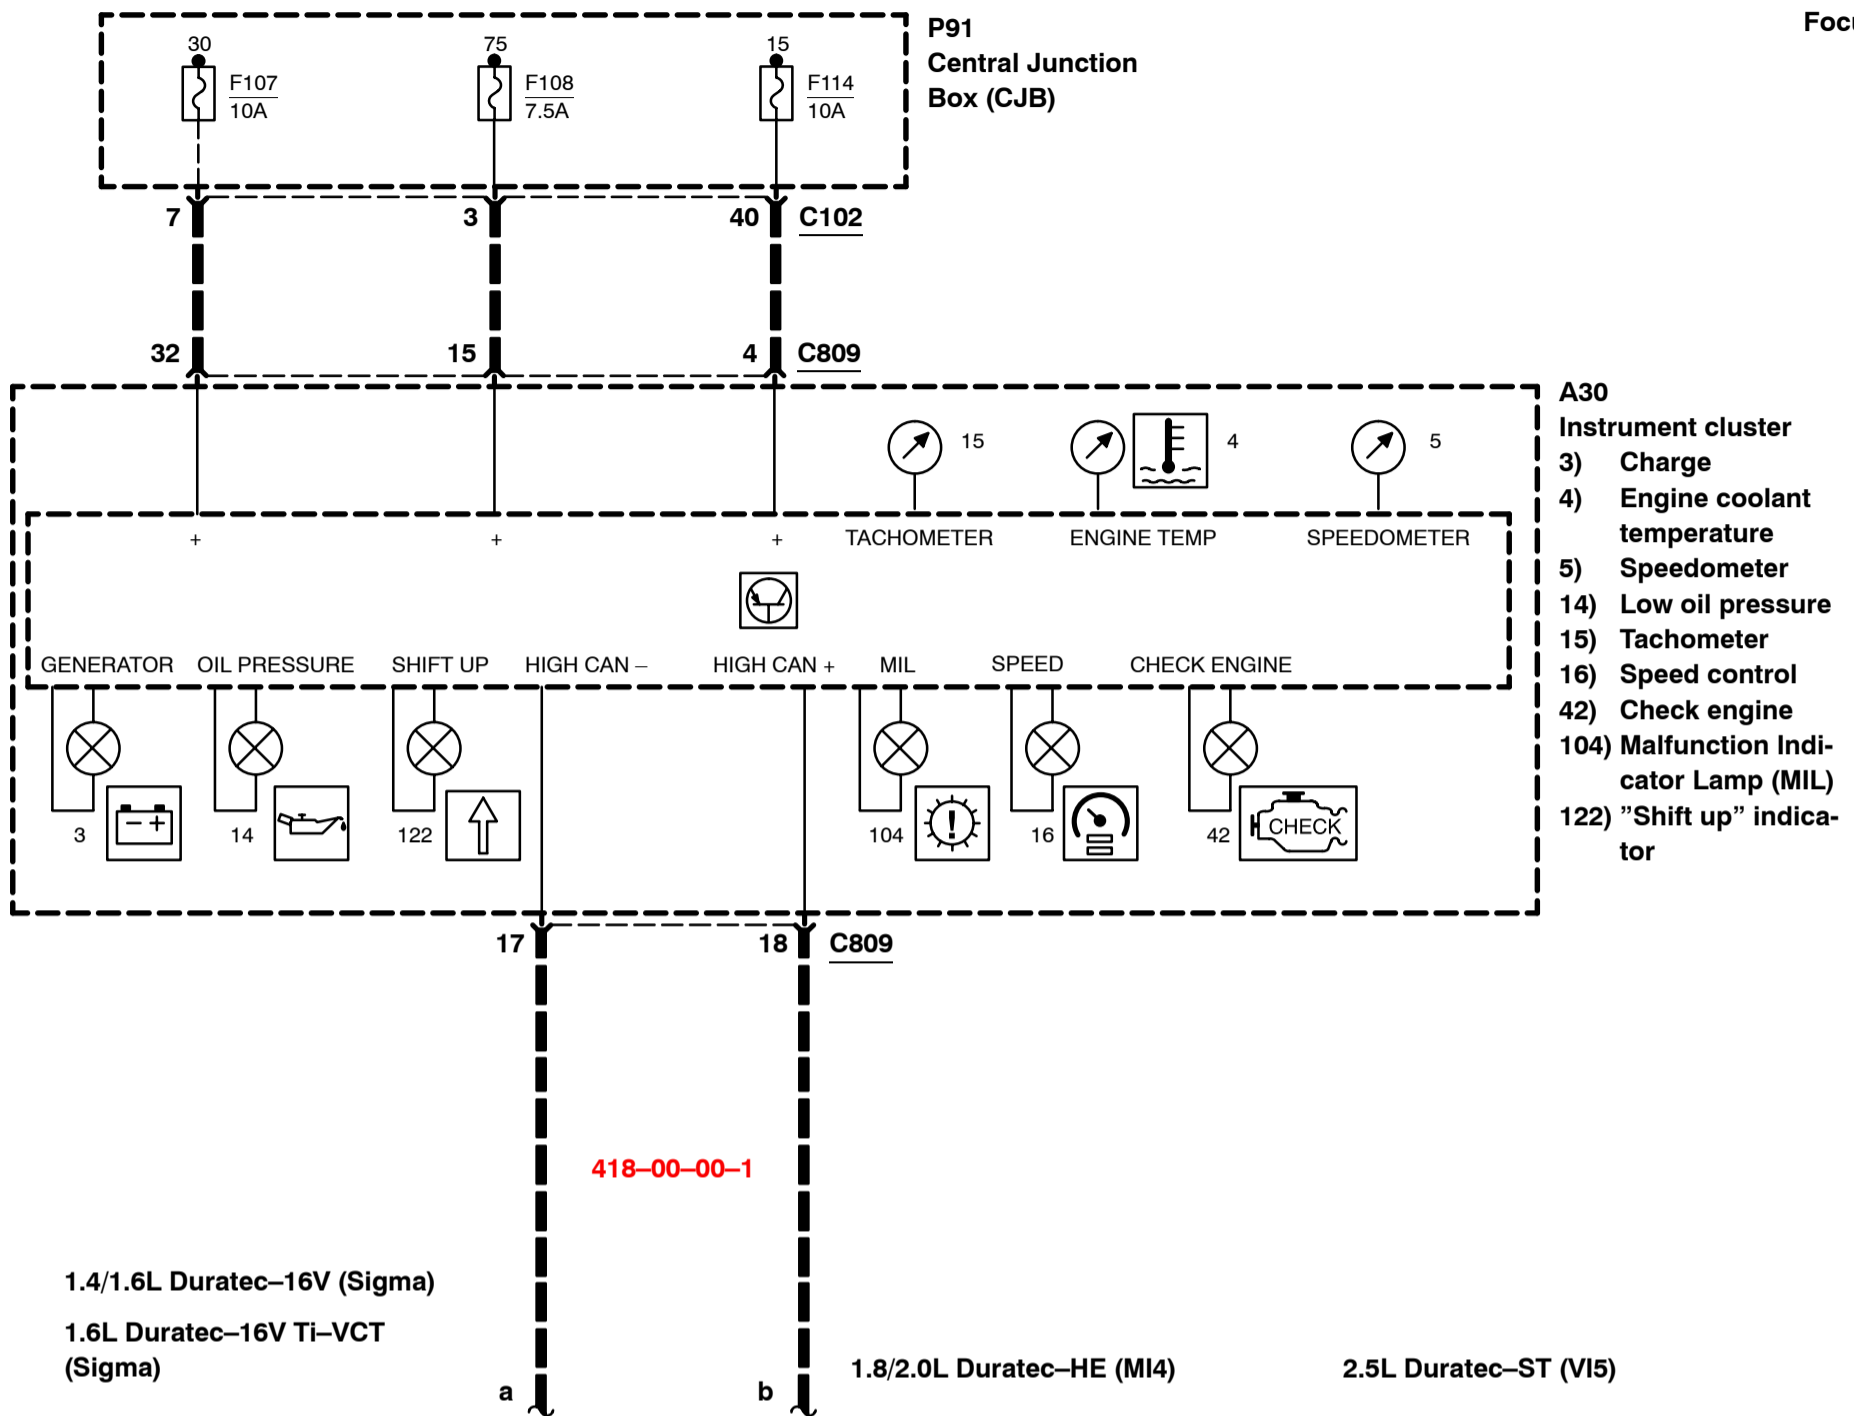 P91
Central Junction
Box (CJB)
Focu
30
F107
10A
75
F108
7.5A
15
F114
10A
7
3
40
C102
32
15
4
C809
A30
Instrument cluster
3) Charge
4) Engine coolant
temperature
5) Speedometer
14) Low oil pressure
15) Tachometer
16) Speed control
42) Check engine
104) Malfunction Indi–
cator Lamp (MIL)
122) ”Shift up” indica–
tor
15
4
5
+
+
+
TACHOMETER
ENGINE TEMP
SPEEDOMETER
GENERATOR
OIL PRESSURE
SHIFT UP
HIGH CAN –
HIGH CAN +
MIL
SPEED
CHECK ENGINE
3
– +
14
122
104
!
16
42
CHECK
17
18
C809
418–00–00–1
1.4/1.6L Duratec–16V (Sigma)
1.6L Duratec–16V Ti–VCT
(Sigma)
a
b
1.8/2.0L Duratec–HE (MI4)
2.5L Duratec–ST (VI5)